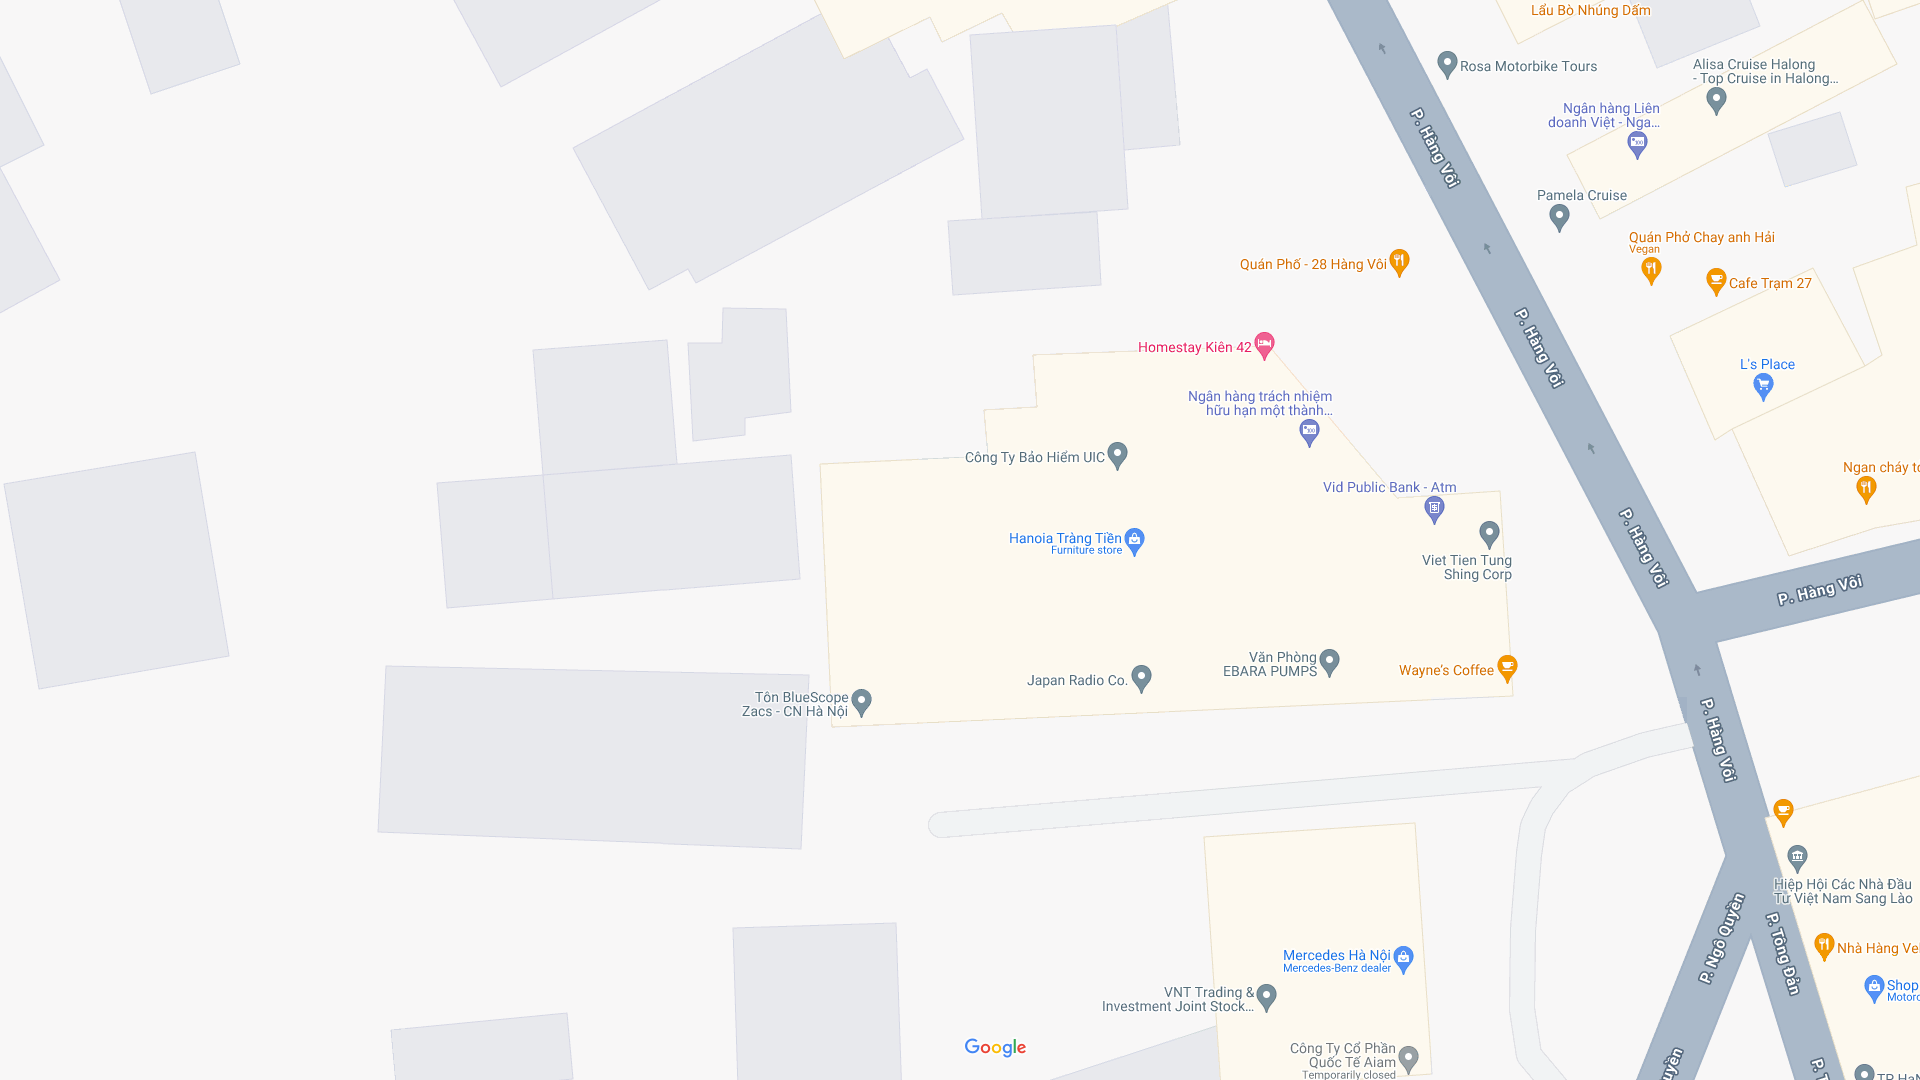 Lẩu Bò Nhúng Dấm
Rosa Motorbike Tours
Alisa Cruise Halong
- Top Cruise in Halong...
Ngân hàng Liên
doanh Việt - Nga...
P. Hàng Vôi
Pamela Cruise
Quán Phở Chay anh Hải
Vegan
Quán Phố - 28 Hàng Vôi
Cafe Trạm 27
P. Hàng Vôi
Homestay Kiên 42
L's Place
Ngân hàng trách nhiệm
hữu hạn một thành...
Công Ty Bảo Hiểm UIC
Ngan cháy
Vid Public Bank - Atm
Hanoia Tràng Tiền
Furniture store
P. Hàng Vôi
Viet Tien Tung
Shing Corp
P. Hàng Vôi
Văn Phòng
EBARA PUMPS
Wayne's Coffee
Japan Radio Co.
Tôn BlueScope
Zacs - CN Hà Nội
P. Hàng Vôi
Hiệp Hội Các Nhà Đầu
Tư Việt Nam Sang Lào
P. Ngô Quyền
P. Tông Đản
Nhà Hàng
Mercedes Hà Nội
Mercedes-Benz dealer
Shop
VNT Trading &
Investment Joint Stock...
Google
Công Ty Cổ Phần
Quốc Tế Aiam
Temporarily closed